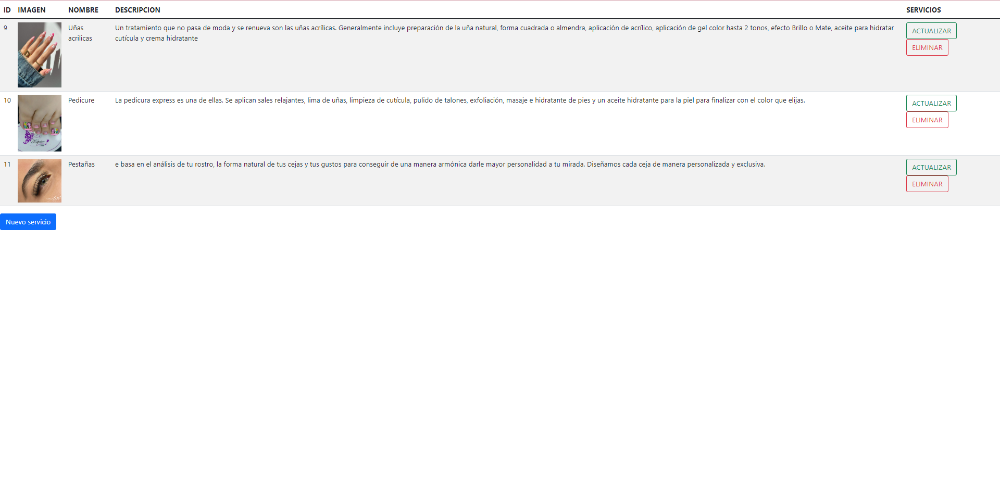 ID IMAGEN NOMBRE DESCRIPCION SERVICIOS
9 Uñas Un tratamiento que no pasa de moda y se renueva son las uñas acrílicas. Generalmente incluye preparación de la uña natural, forma cuadrada o almendra, aplicación de acrílico, aplicación de gel color hasta 2 tonos, efecto Brillo o Mate, aceite para hidratar ACTUALIZAR
acrilicas cutícula y crema hidratante
ELIMINAR
10 Pedicure La pedicura express es una de ellas. Se aplican sales relajantes, lima de uñas, limpieza de cutícula, pulido de talones, exfoliación, masaje e hidratante de pies y un aceite hidratante para la piel para finalizar con el color que elijas. ACTUALIZAR
ELIMINAR
11 Pestañas e basa en el análisis de tu rostro, la forma natural de tus cejas y tus gustos para conseguir de una manera armónica darle mayor personalidad a tu mirada. Diseñamos cada ceja de manera personalizada y exclusiva. ACTUALIZAR
ELIMINAR
Nuevo servicio